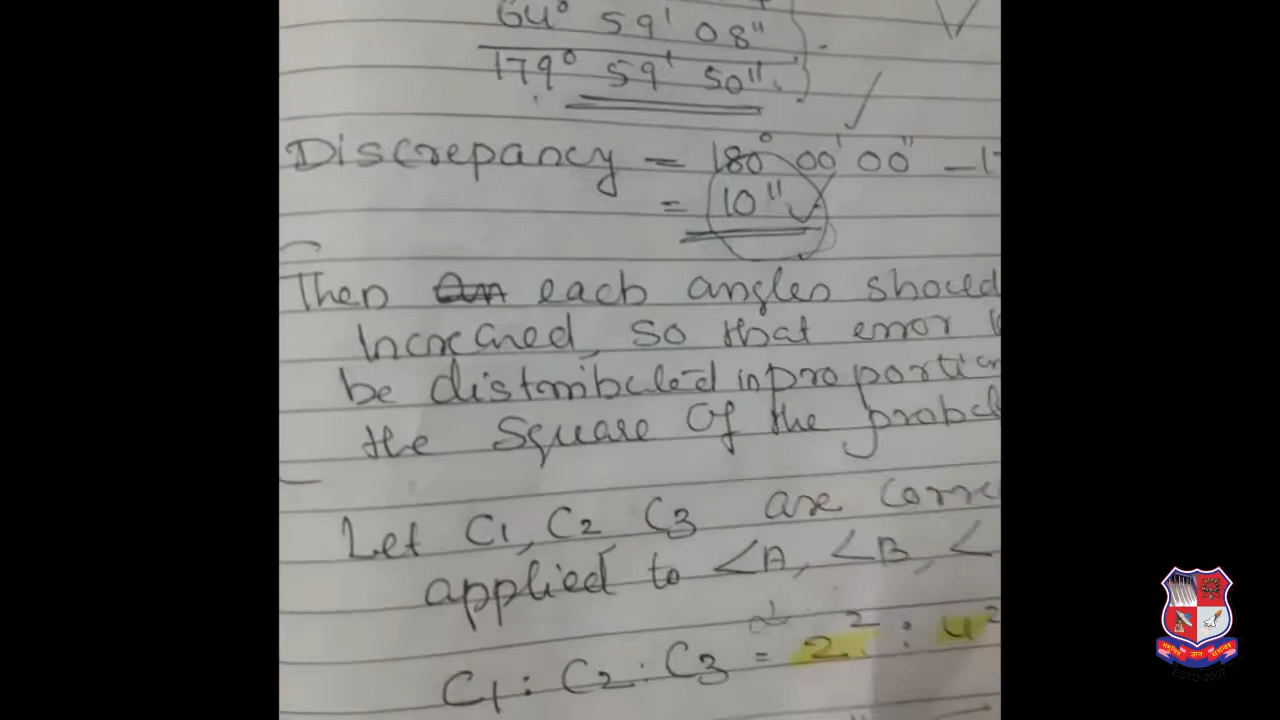 64° 59' 08"
179° 59' 50"
Discrepancy = 180° 00' 00" -
= 10"
Then each angles should
Increased, so that error
be distributed in proportion
the square of the
Let C1, C2 C3 are
applied to <A, <B, <
C1 : C2 : C3 = 2² : 4²
ESTD-2007